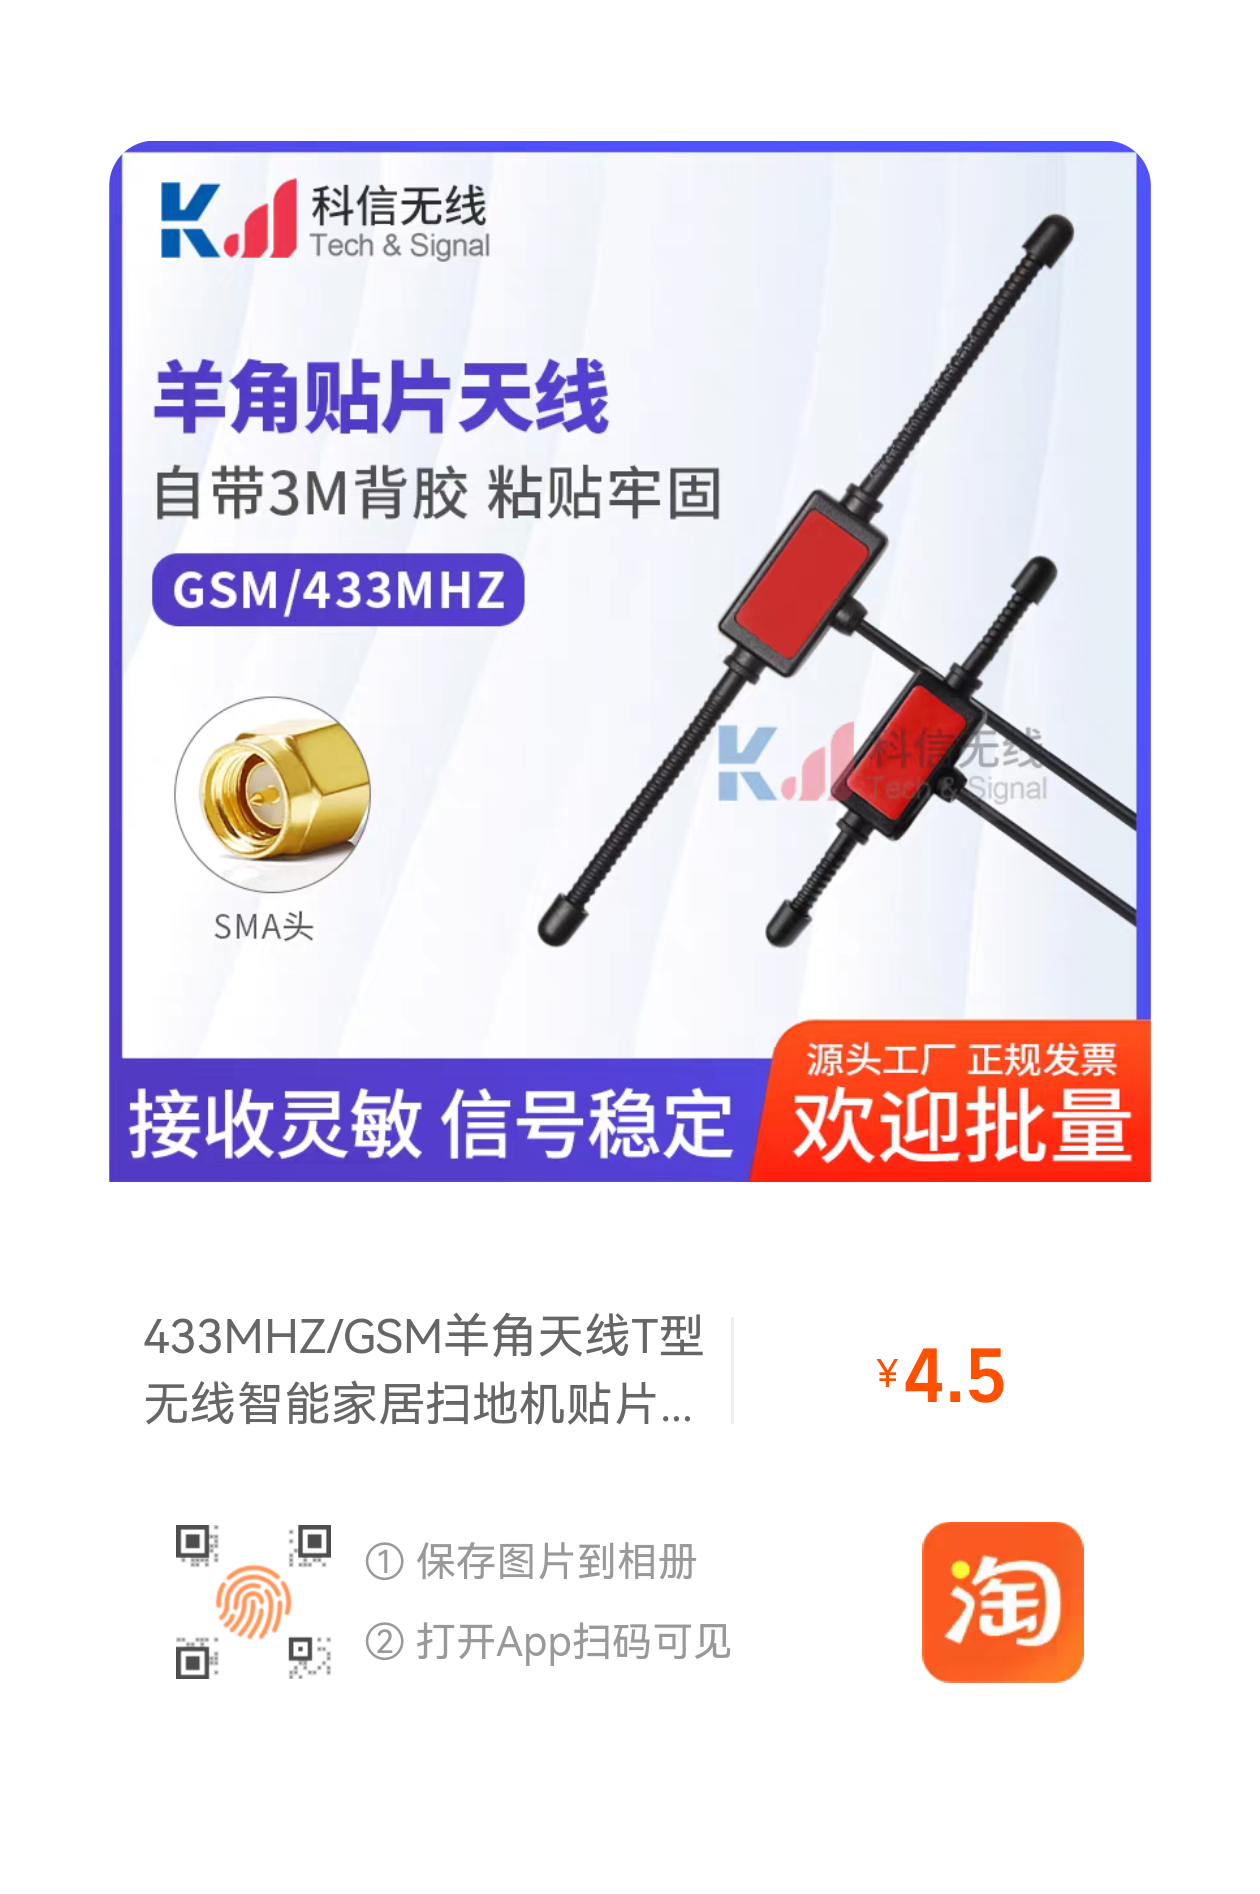 科信无线
Tech & Signal
羊角贴片天线
自带3M背胶 粘贴牢固
GSM/433MHZ
科信无线
Tech & Signal
SMA头
源头工厂 正规发票
接收灵敏 信号稳定
欢迎批量
433MHZ/GSM羊角天线T型
无线智能家居扫地机贴片...
¥4.5
① 保存图片到相册
② 打开App扫码可见
淘